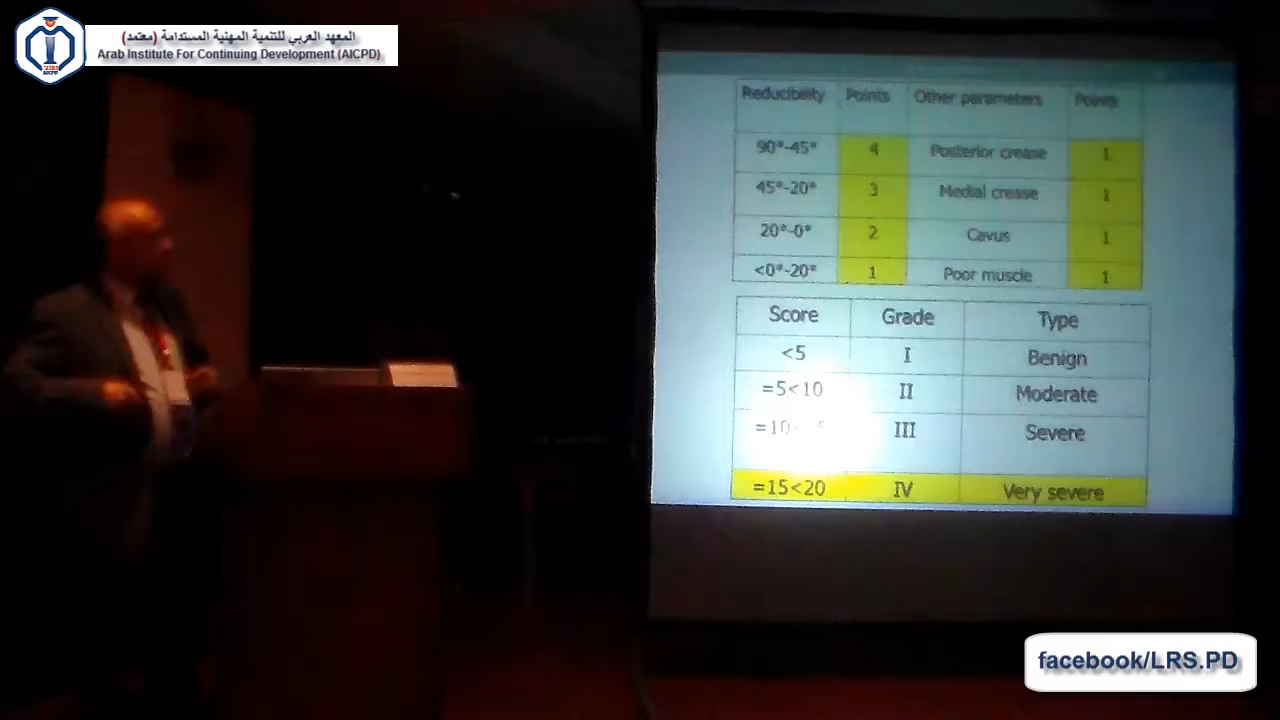 المعهد العربي للتنمية المهنية المستدامة (معتمد)
Arab Institute For Continuing Development (AICPD)
AICPD
Reducibility Points Other parameters Points
90°-45° 4 Posterior crease 1
45°-20° 3 Medial crease 1
20°-0° 2 Cavus 1
<0°-20° 1 Poor muscle 1
Score Grade Type
<5 I Benign
=5<10 II Moderate
=10< III Severe
=15<20 IV Very severe
facebook/LRS.PD